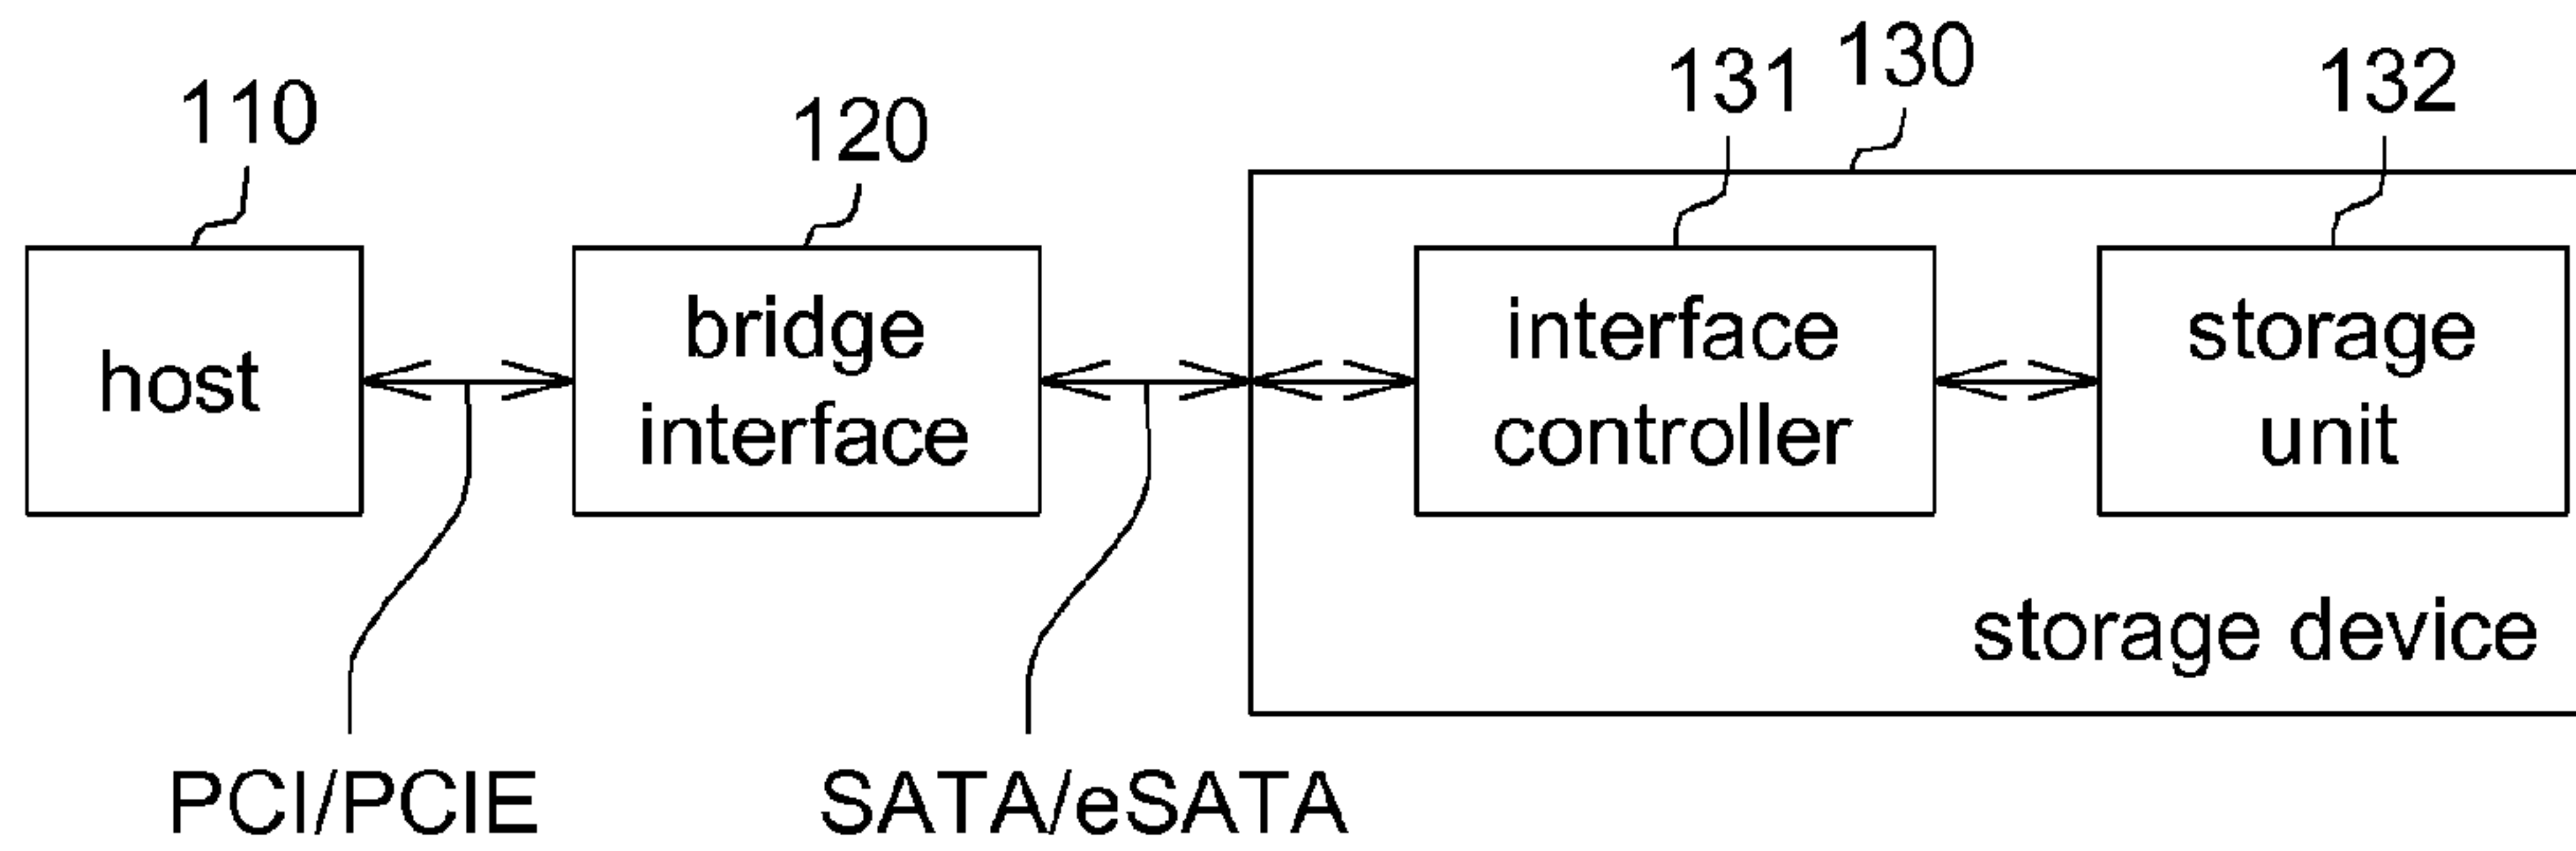 110
120
131
130
132
host
bridge
interface
interface
controller
storage
unit
storage device
PCI/PCIE
SATA/eSATA